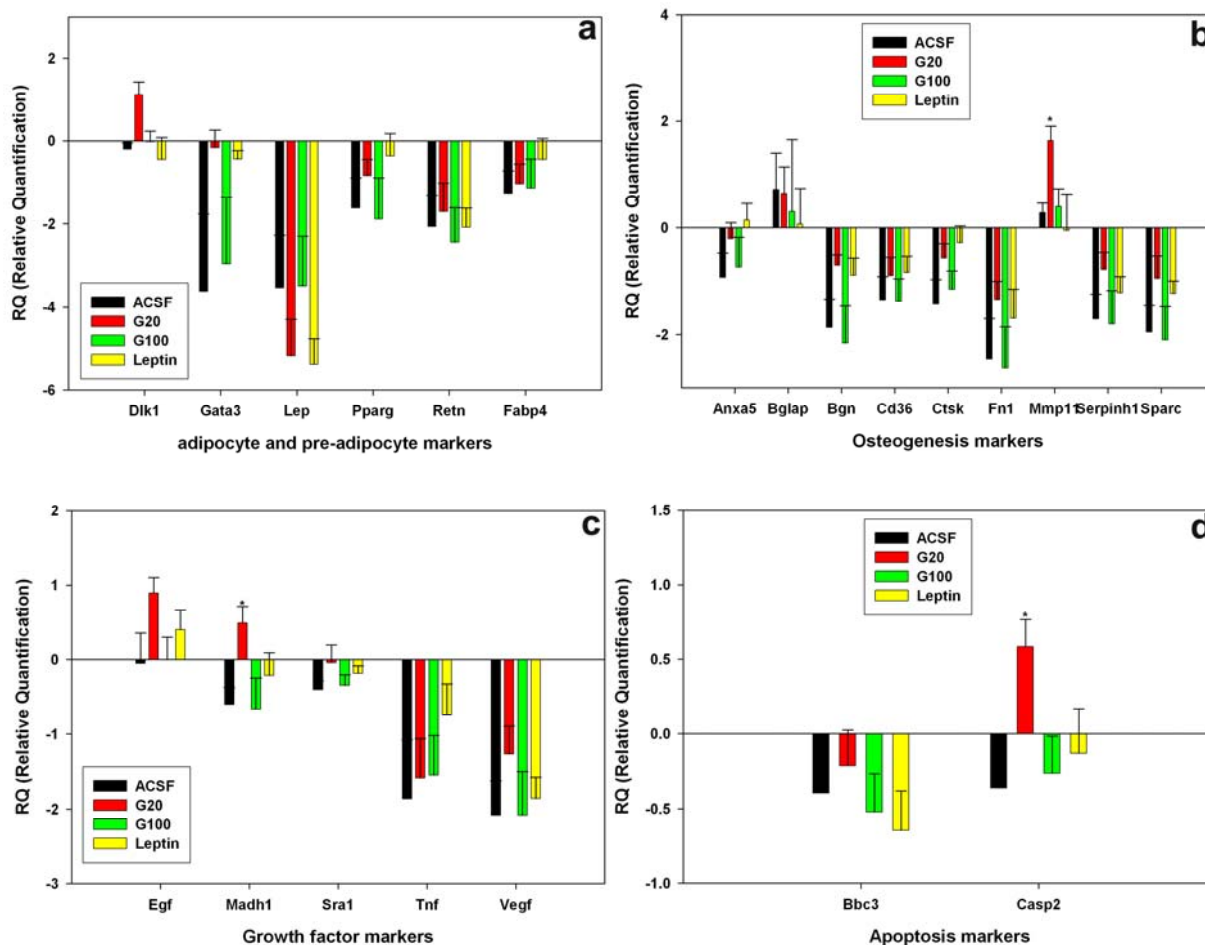 a
RQ (Relative Quantification)
2
0
-2
-4
-6
ACSF
G20
G100
Leptin
Dlk1 Gata3 Lep Pparg Retn Fabp4
adipocyte and pre-adipocyte markers
b
RQ (Relative Quantification)
4
2
0
-2
ACSF
G20
G100
Leptin
*
Anxa5 Bglap Bgn Cd36 Ctsk Fn1 Mmp11 Serpinh1 Sparc
Osteogenesis markers
c
RQ (Relative Quantification)
2
1
0
-1
-2
-3
*
ACSF
G20
G100
Leptin
Egf Madh1 Sra1 Tnf Vegf
Growth factor markers
d
RQ (Relative Quantification)
1.5
1.0
0.5
0.0
-0.5
-1.0
ACSF
G20
G100
Leptin
*
Bbc3 Casp2
Apoptosis markers